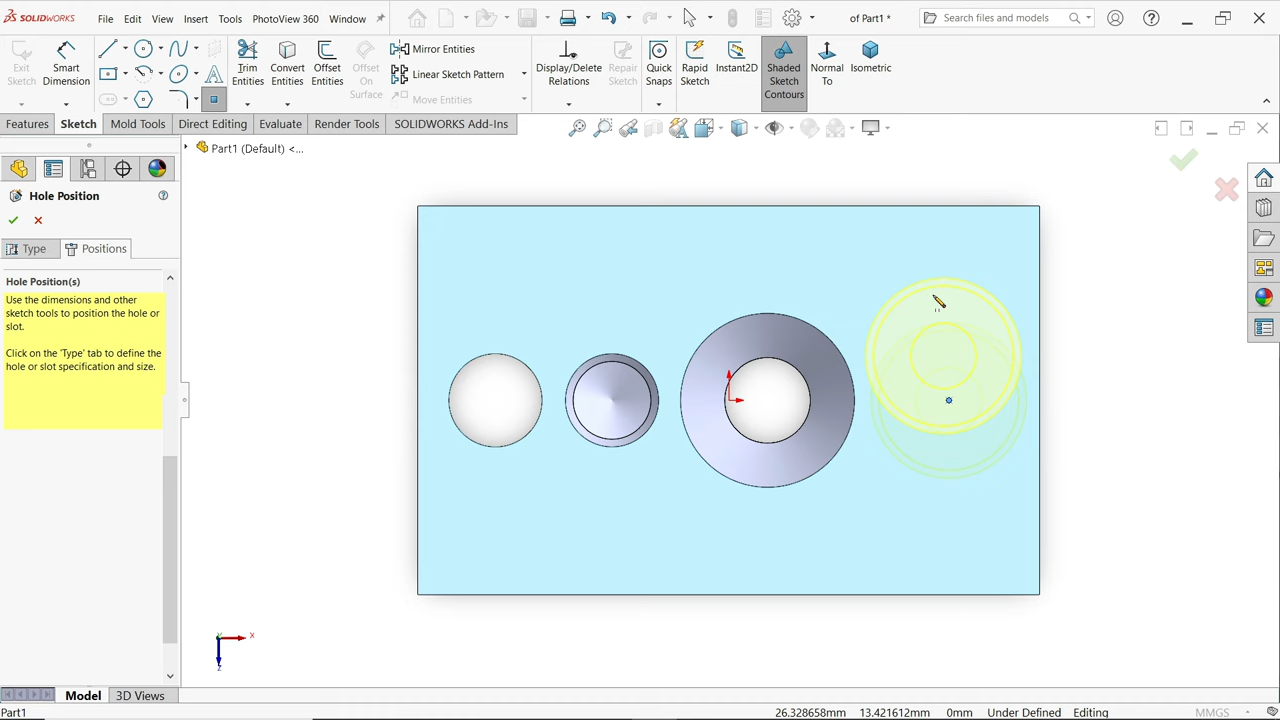 SOLIDWORKS File Edit View Insert Tools PhotoView 360 Window of Part1 * Search files and models
Exit Sketch
Smart Dimension
Trim Entities
Convert Entities
Offset Entities
Offset On Surface
Mirror Entities
Linear Sketch Pattern
Move Entities
Display/Delete Relations
Repair Sketch
Quick Snaps
Rapid Sketch
Instant2D
Shaded Sketch Contours
Normal To
Isometric
Features Sketch Mold Tools Direct Editing Evaluate Render Tools SOLIDWORKS Add-Ins
Part1 (Default) <...
Hole Position
Type Positions
Hole Position(s)
Use the dimensions and other
sketch tools to position the hole or
slot.
Click on the 'Type' tab to define the
hole or slot specification and size.
Y X
Z
Model 3D Views
Part1 26.328658mm 13.421612mm 0mm Under Defined Editing MMGS